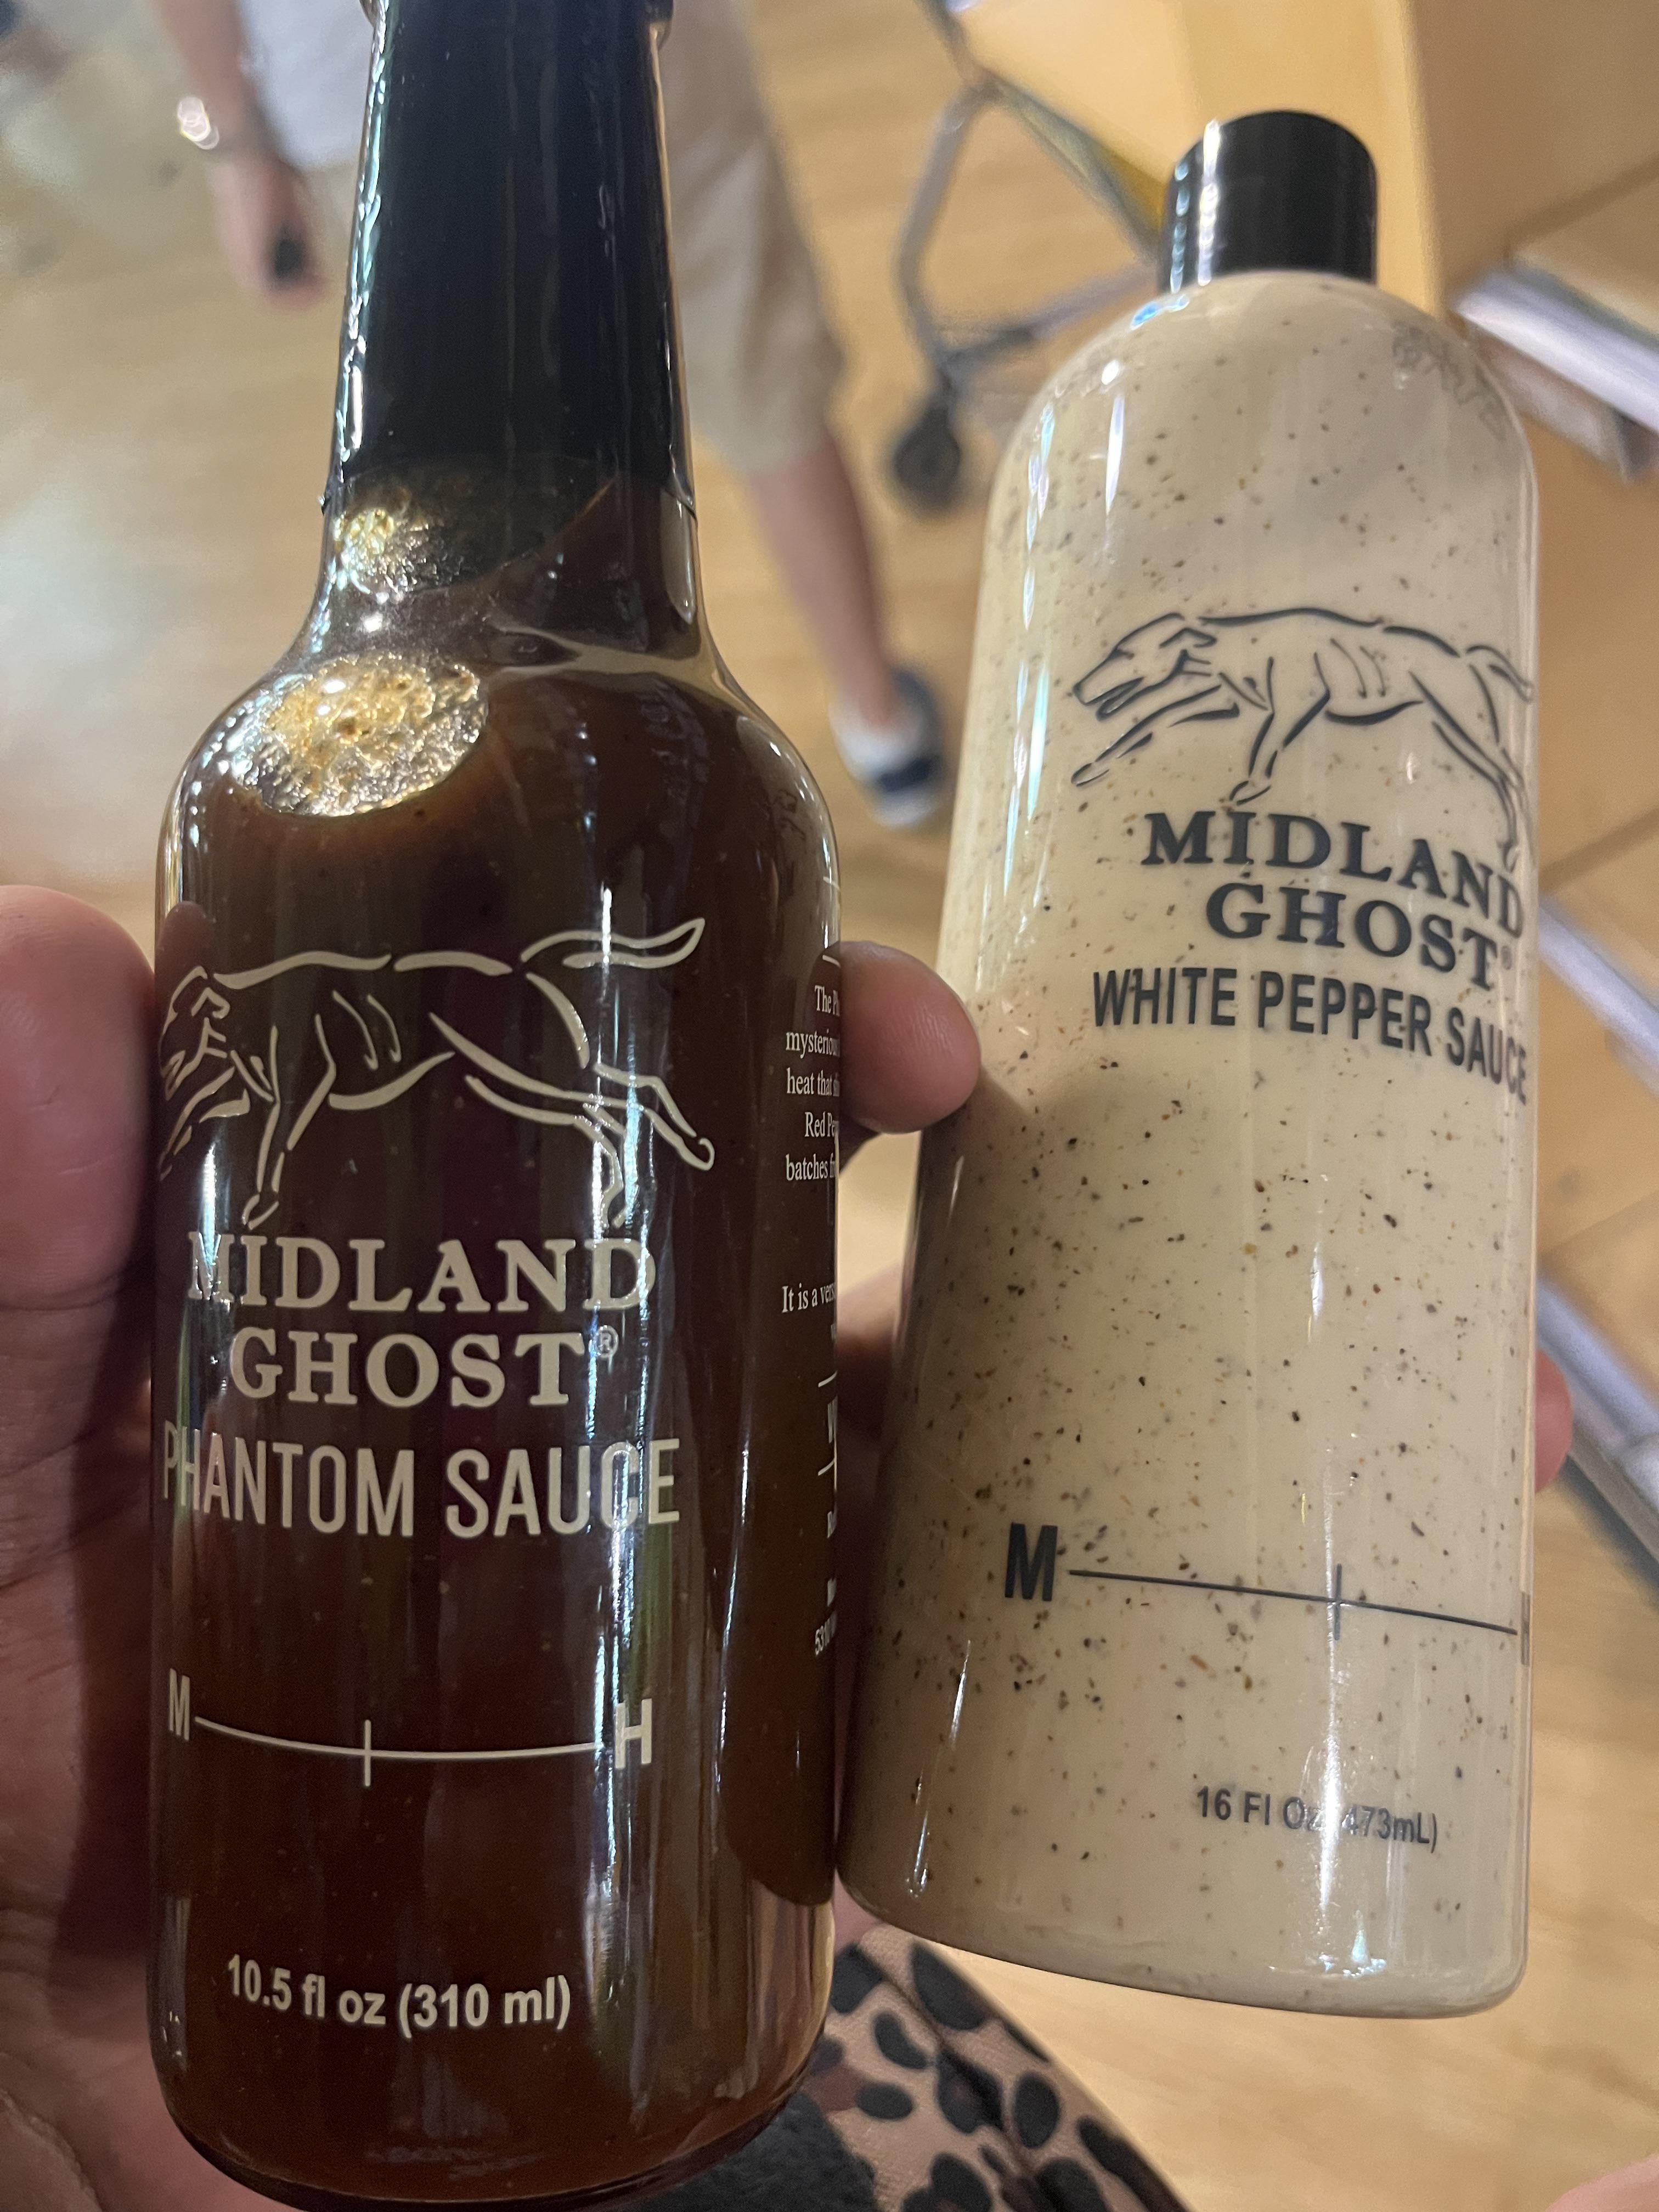 MIDLAND
GHOST®
PHANTOM SAUCE
M
H
10.5 fl oz (310 ml)
The
mysterious
heat that
Red
batches
It is a
MIDLAND
GHOST®
WHITE PEPPER SAUCE
M
H
16 Fl Oz (473mL)